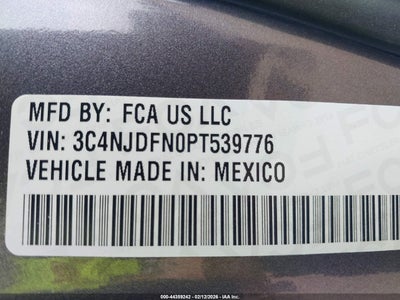 MFD BY: FCA US LLC
VIN: 3C4NJDFN0PT539776
VEHICLE MADE IN: MEXICO
000-44359242 - 02/13/2026 - IAA Inc.